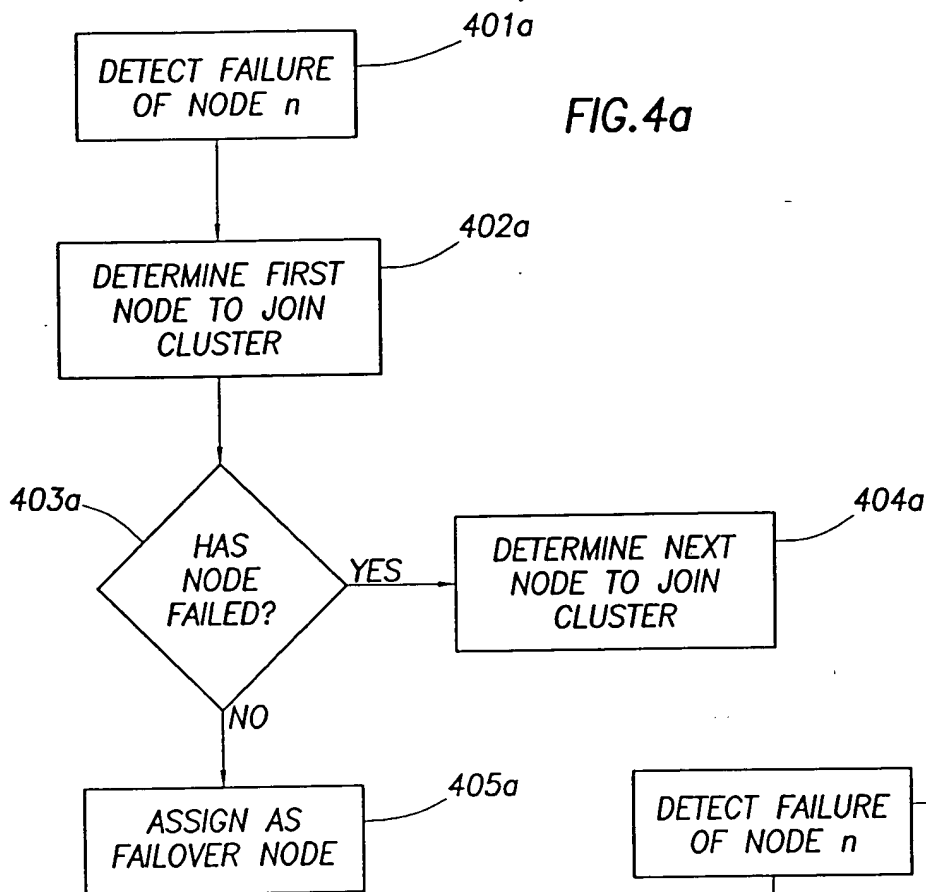 401a
DETECT FAILURE
OF NODE n
FIG.4a
402a
DETERMINE FIRST
NODE TO JOIN
CLUSTER
403a
HAS
NODE
FAILED?
YES
404a
DETERMINE NEXT
NODE TO JOIN
CLUSTER
NO
405a
ASSIGN AS
FAILOVER NODE
DETECT FAILURE
OF NODE n